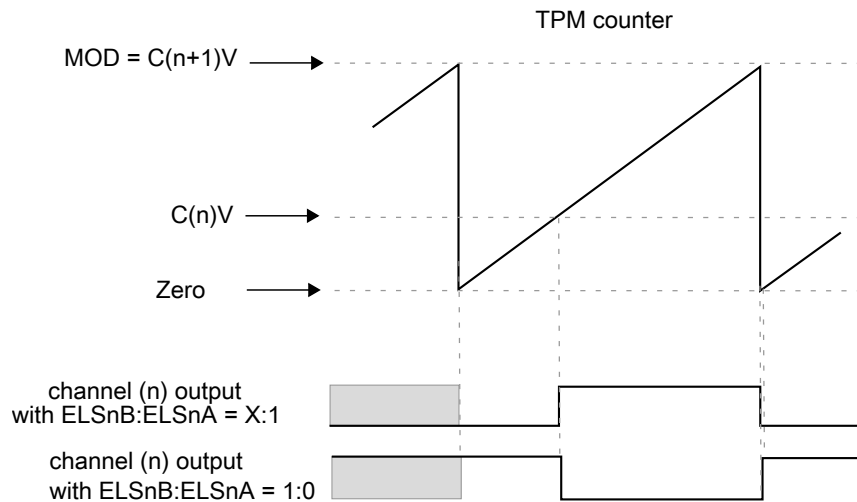 TPM counter
MOD = C(n+1)V
C(n)V
Zero
channel (n) output
with ELSnB:ELSnA = X:1
channel (n) output
with ELSnB:ELSnA = 1:0